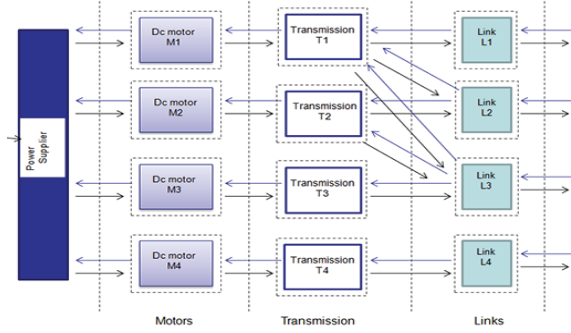 Power
Supplier
Dc motor
M1
Transmission
T1
Link
L1
Dc motor
M2
Transmission
T2
Link
L2
Dc motor
M3
Transmission
T3
Link
L3
Dc motor
M4
Transmission
T4
Link
L4
Motors
Transmission
Links